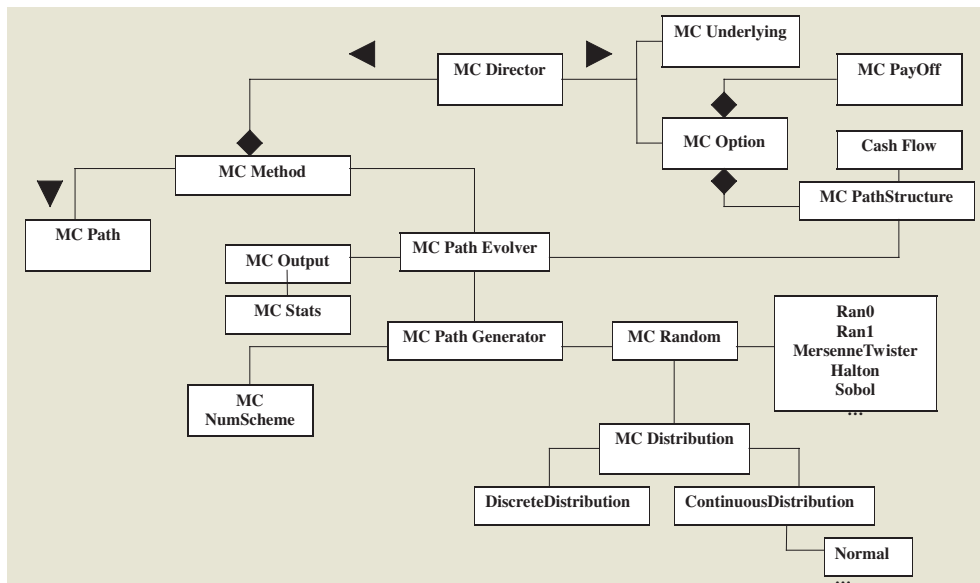 MC Underlying
MC Director
MC PayOff
MC Option
Cash Flow
MC Method
MC PathStructure
MC Path
MC Path Evolver
MC Output
MC Stats
MC Path Generator
MC Random
Ran0
Ran1
MersenneTwister
Halton
Sobol
...
MC
NumScheme
MC Distribution
DiscreteDistribution
ContinuousDistribution
Normal
...